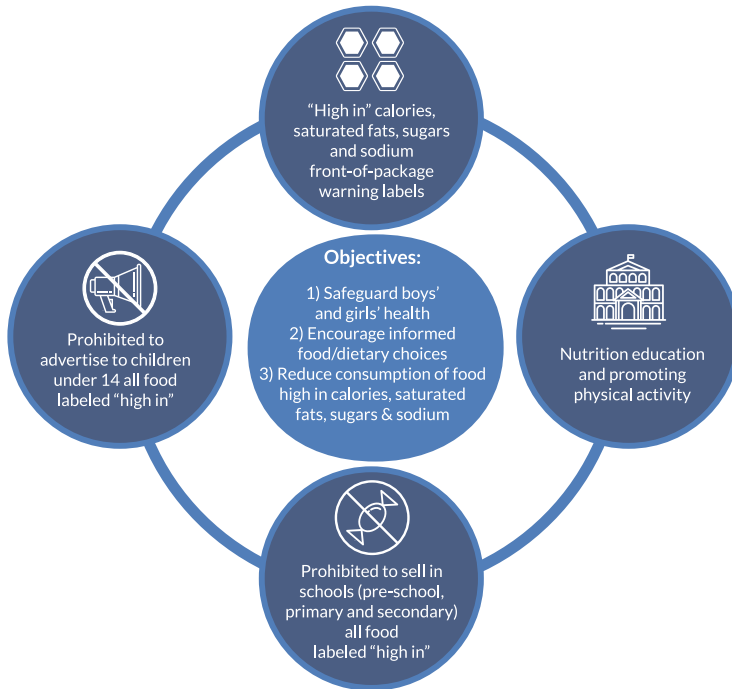 “High in” calories,
saturated fats, sugars
and sodium
front-of-package
warning labels
Prohibited to
advertise to children
under 14 all food
labeled “high in”
Objectives:
1) Safeguard boys’
and girls’ health
2) Encourage informed
food/dietary choices
3) Reduce consumption of food
high in calories, saturated
fats, sugars & sodium
Nutrition education
and promoting
physical activity
Prohibited to sell in
schools (pre-school,
primary and secondary)
all food
labeled “high in”